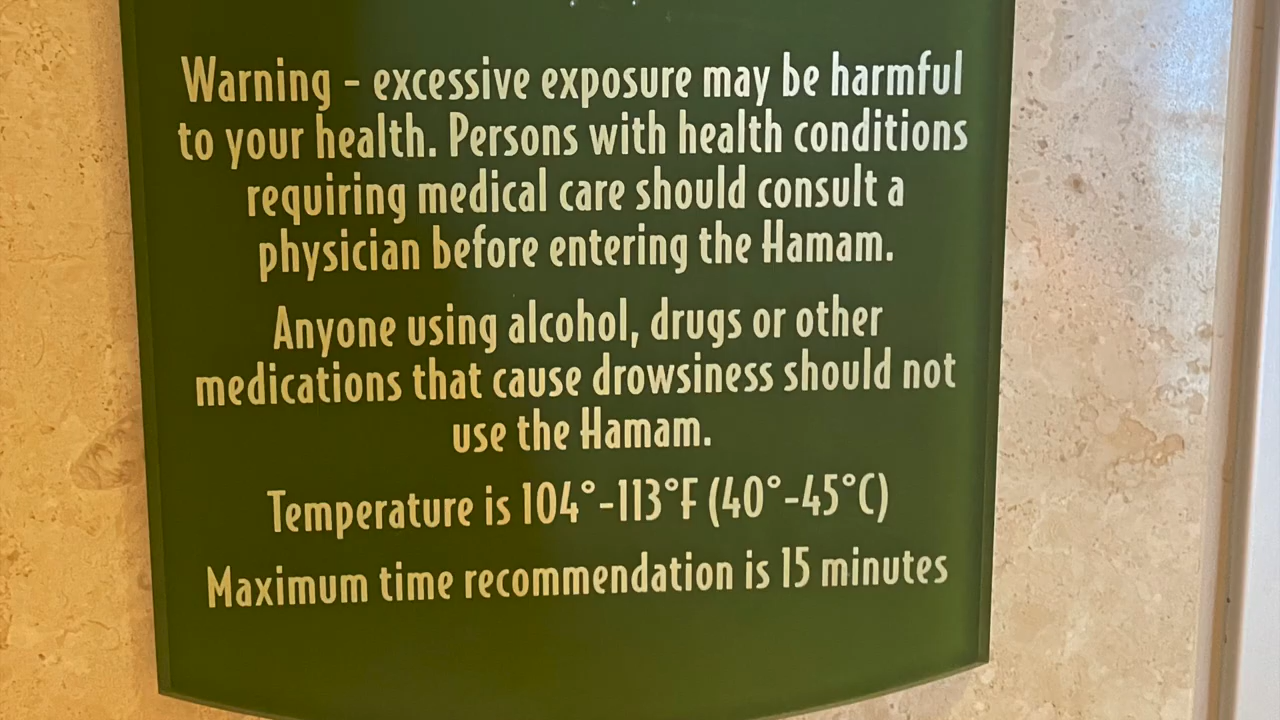 Warning - excessive exposure may be harmful
to your health. Persons with health conditions
requiring medical care should consult a
physician before entering the Hamam.
Anyone using alcohol, drugs or other
medications that cause drowsiness should not
use the Hamam.
Temperature is 104°-113°F (40°-45°C)
Maximum time recommendation is 15 minutes